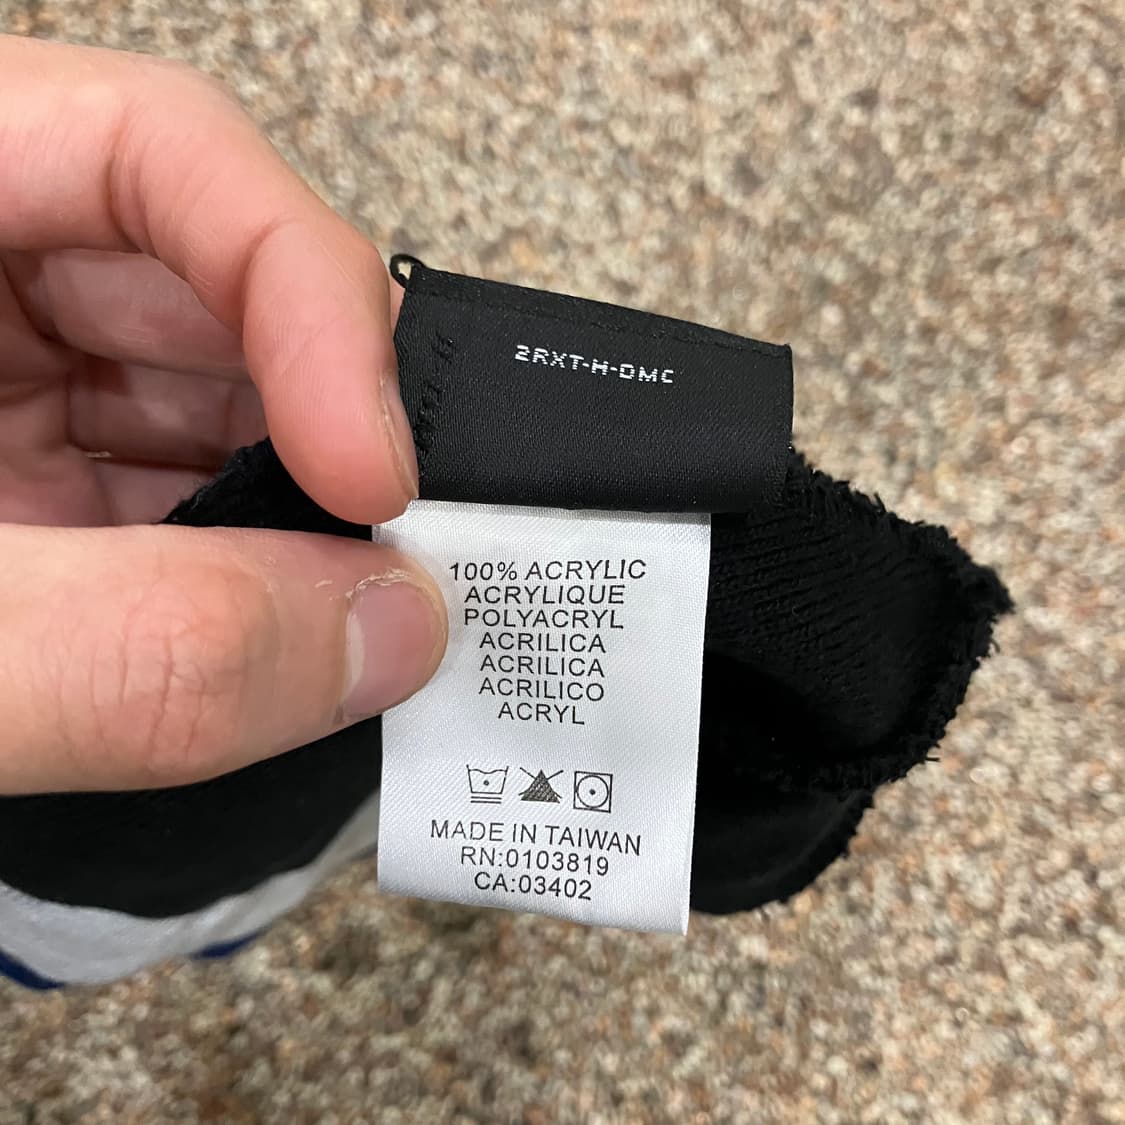 2RXT-H-DMC
100% ACRYLIC
ACRYLIQUE
POLYACRYL
ACRILICA
ACRILICA
ACRILICO
ACRYL
MADE IN TAIWAN
RN:0103819
CA:03402